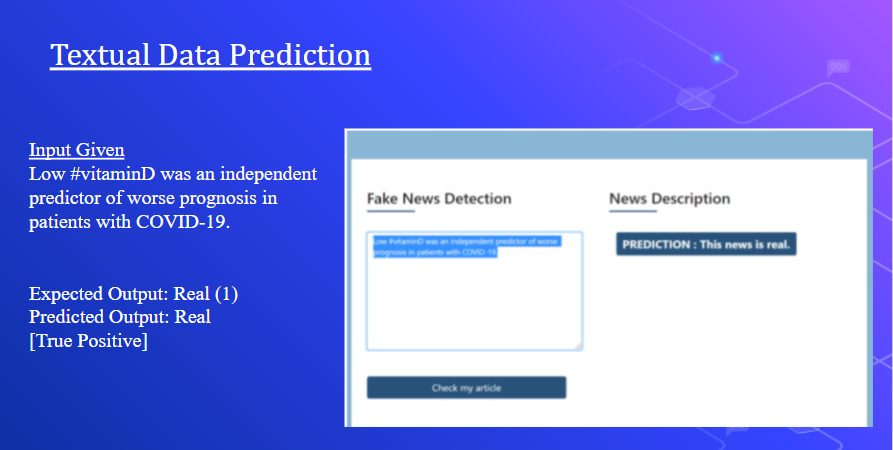 Textual Data Prediction
Input Given
Low #vitaminD was an independent
predictor of worse prognosis in
patients with COVID-19.
Expected Output: Real (1)
Predicted Output: Real
[True Positive]
Fake News Detection
Low #vitaminD was an independent predictor of worse
prognosis in patients with COVID-19.
Check my article
News Description
PREDICTION : This news is real.